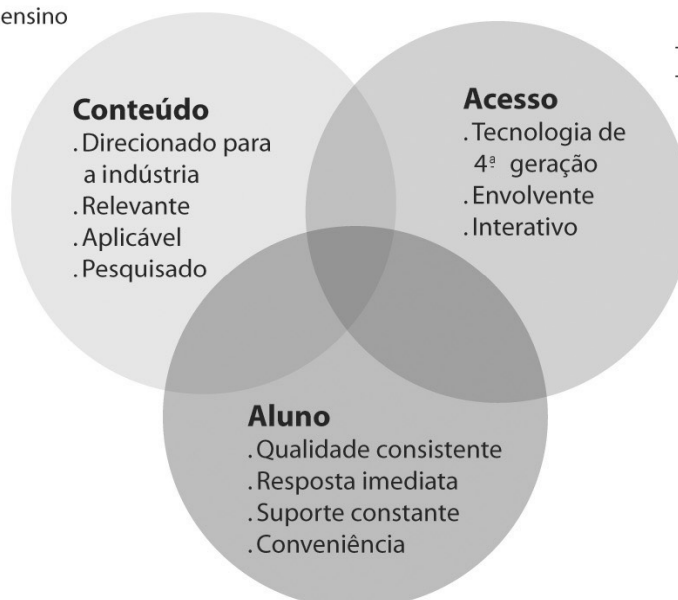 ensino
Conteúdo
. Direcionado para
a indústria
. Relevante
. Aplicável
. Pesquisado
Acesso
. Tecnologia de
4ª geração
. Envolvente
. Interativo
Aluno
. Qualidade consistente
. Resposta imediata
. Suporte constante
. Conveniência